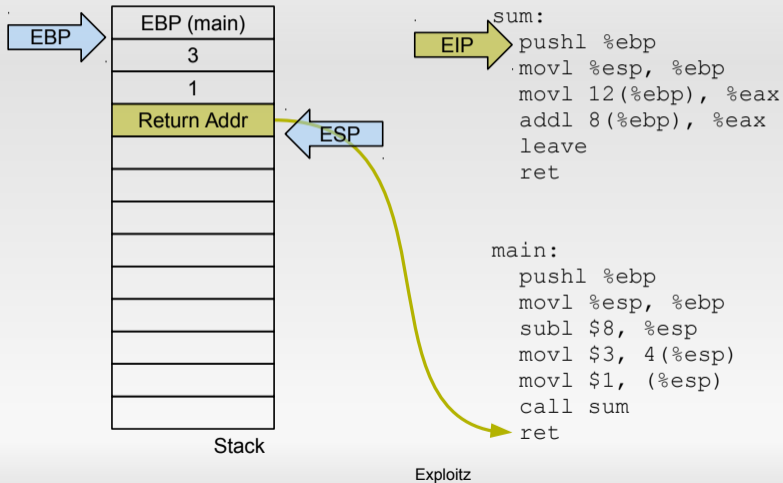 EBP
EBP (main)
3
1
Return Addr
ESP
Stack
EIP
sum:
pushl %ebp
movl %esp, %ebp
movl 12(%ebp), %eax
addl 8(%ebp), %eax
leave
ret
main:
pushl %ebp
movl %esp, %ebp
subl $8, %esp
movl $3, 4(%esp)
movl $1, (%esp)
call sum
ret
Exploitz